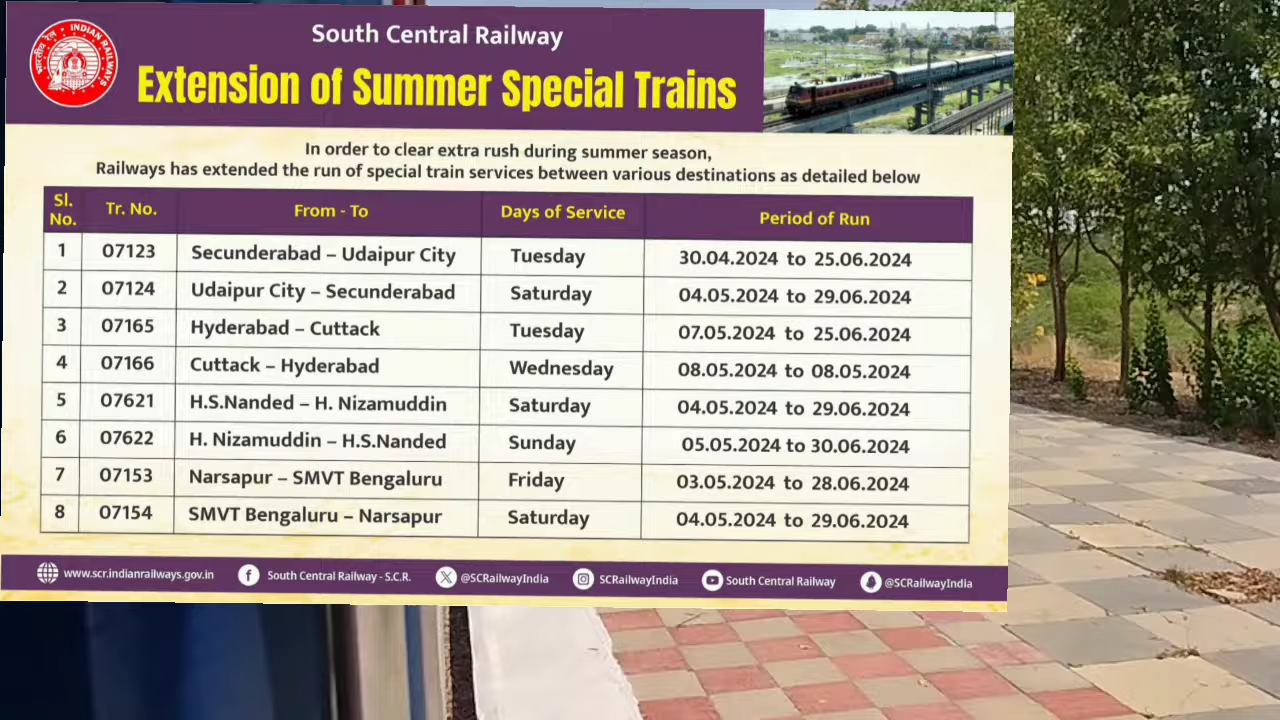 INDIAN RAILWAYS
भारतीय रेल
South Central Railway
Extension of Summer Special Trains
In order to clear extra rush during summer season,
Railways has extended the run of special train services between various destinations as detailed below
Sl. No. Tr. No. From - To Days of Service Period of Run
1 07123 Secunderabad – Udaipur City Tuesday 30.04.2024 to 25.06.2024
2 07124 Udaipur City – Secunderabad Saturday 04.05.2024 to 29.06.2024
3 07165 Hyderabad – Cuttack Tuesday 07.05.2024 to 25.06.2024
4 07166 Cuttack – Hyderabad Wednesday 08.05.2024 to 08.05.2024
5 07621 H.S.Nanded – H. Nizamuddin Saturday 04.05.2024 to 29.06.2024
6 07622 H. Nizamuddin – H.S.Nanded Sunday 05.05.2024 to 30.06.2024
7 07153 Narsapur – SMVT Bengaluru Friday 03.05.2024 to 28.06.2024
8 07154 SMVT Bengaluru – Narsapur Saturday 04.05.2024 to 29.06.2024
www.scr.indianrailways.gov.in South Central Railway - S.C.R. @SCRailwayIndia SCRailwayIndia South Central Railway @SCRailwayIndia